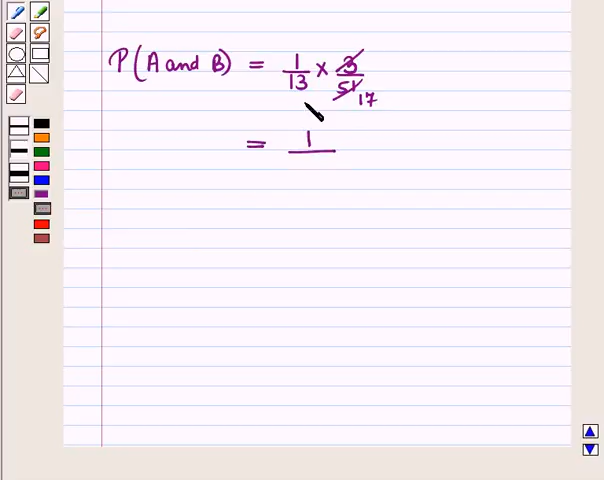 P(A and B) = 1/13 × 3/51 17
= 1